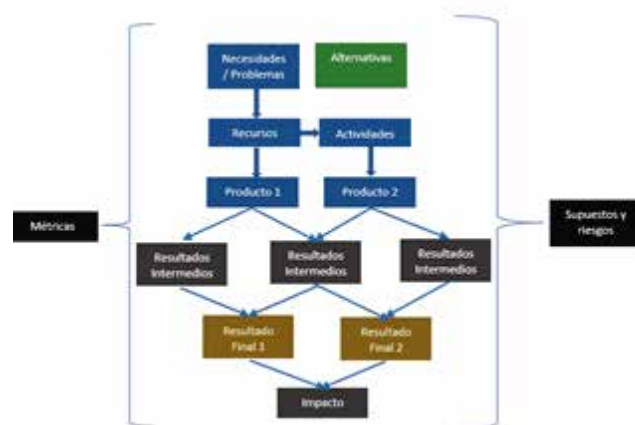 Necesidades
/ Problemas
Alternativas
Recursos
Actividades
Producto 1
Producto 2
Métricas
Supuestos y
riesgos
Resultados
Intermedios
Resultados
Intermedios
Resultados
Intermedios
Resultado
Final 1
Resultado
Final 2
Impacto